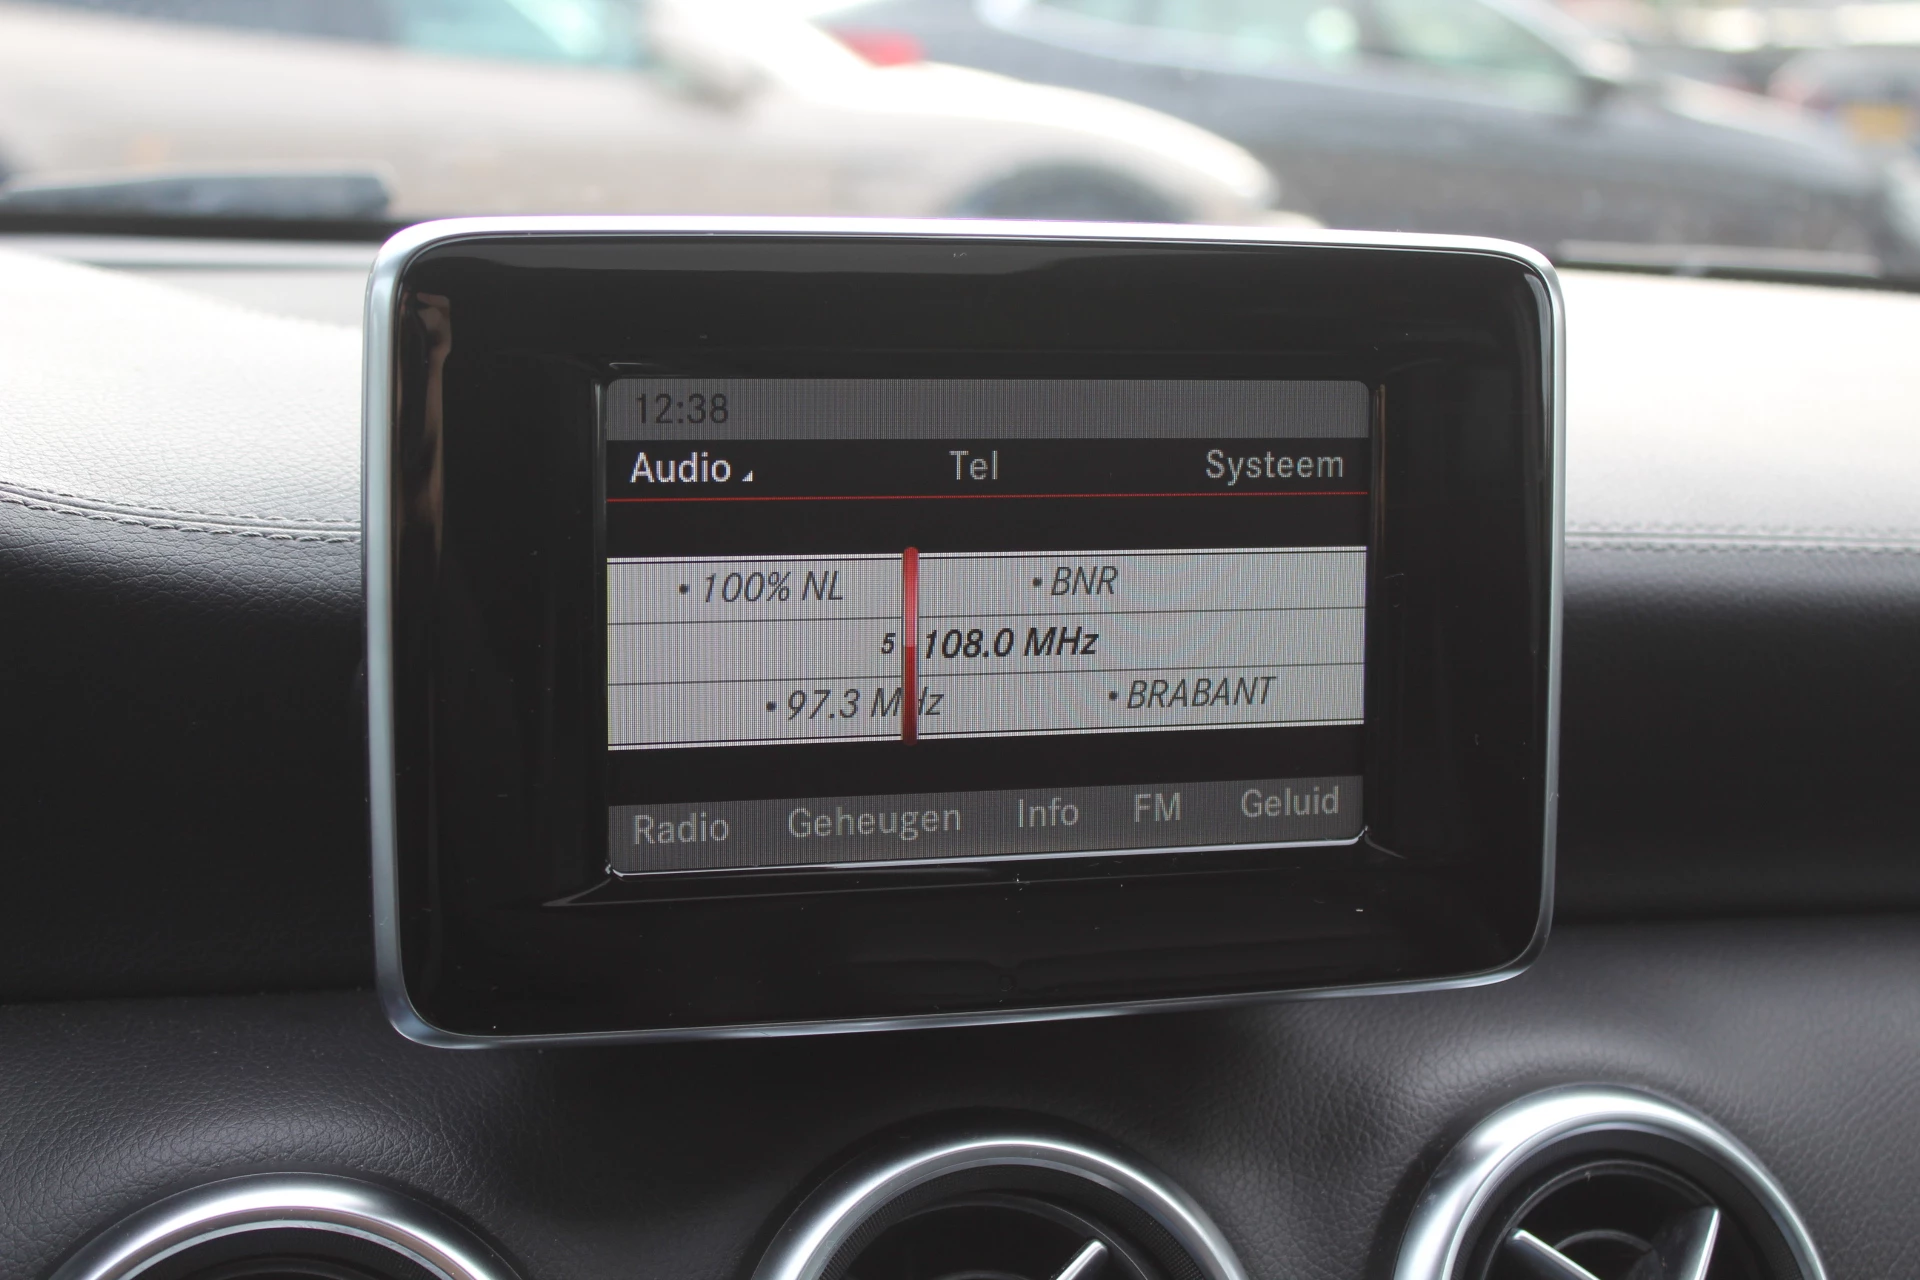 12:38
Audio Tel Systeem
• 100% NL • BNR
5 108.0 MHz
• 97.3 MHz • BRABANT
Radio Geheugen Info FM Geluid